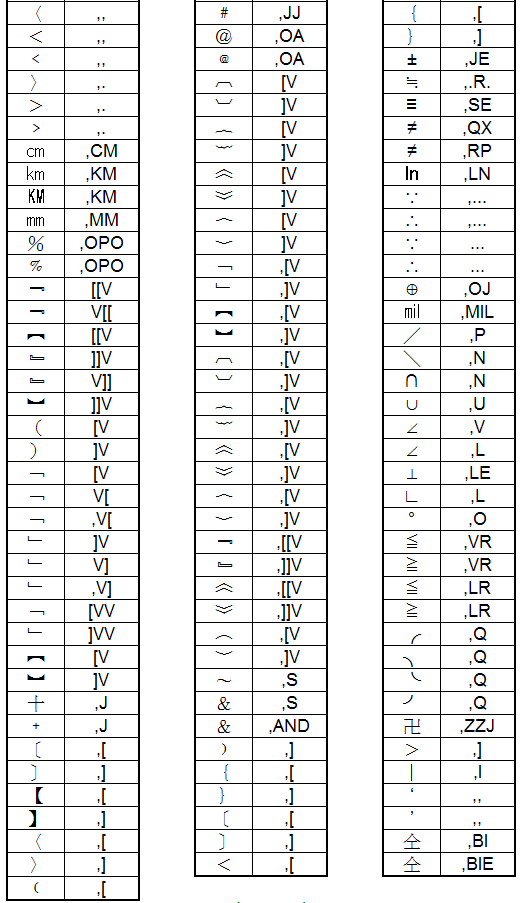 〈 ,,
＜ ,,
﹤ ,,
〉 ,.
＞ ,.
﹥ ,.
㎝ ,CM
㎞ ,KM
㏎ ,KM
㎜ ,MM
％ ,OPO
﹪ ,OPO
﹃ [[V
﹃ V[[
︻ [[V
﹄ ]]V
﹄ V]]
︼ ]]V
（ [V
） ]V
﹁ [V
﹁ V[
﹁ ,V[
﹂ ]V
﹂ V]
﹂ ,V]
﹁ [VV
﹂ ]VV
︻ [V
︼ ]V
十 ,J
﹢ ,J
〔 ,[
〕 ,]
【 ,[
】 ,]
〈 ,[
〉 ,]
﹙ ,[
# ,JJ
＠ ,OA
﹫ ,OA
︹ [V
︺ ]V
︷ [V
︸ ]V
︽ [V
︾ ]V
︿ [V
﹀ ]V
﹁ ,[V
﹂ ,]V
︻ ,[V
︼ ,]V
︹ ,[V
︺ ,]V
︷ ,[V
︸ ,]V
︽ ,[V
︾ ,]V
︿ ,[V
﹀ ,]V
﹃ ,[[V
﹄ ,]]V
︽ ,[[V
︾ ,]]V
︵ ,[V
︶ ,]V
～ ,S
& ,S
& ,AND
﹚ ,]
｛ ,[
｝ ,]
〔 ,[
〕 ,]
＜ ,[
｛ ,[
｝ ,]
± ,JE
≒ ,.R.
≡ ,SE
≠ ,QX
≠ ,RP
ln ,LN
∵ ,...
∴ ,...
∵ ...
∴ ...
⊕ ,OJ
㏕ ,MIL
／ ,P
＼ ,N
∩ ,N
∪ ,U
∠ ,V
∠ ,L
⊥ ,LE
∟ ,L
° ,O
≦ ,VR
≧ ,VR
≦ ,LR
≧ ,LR
╭ ,Q
╮ ,Q
╰ ,Q
╯ ,Q
卍 ,ZZJ
＞ ,]
｜ ,I
‘ ,,
’ ,,
仝 ,BI
仝 ,BIE